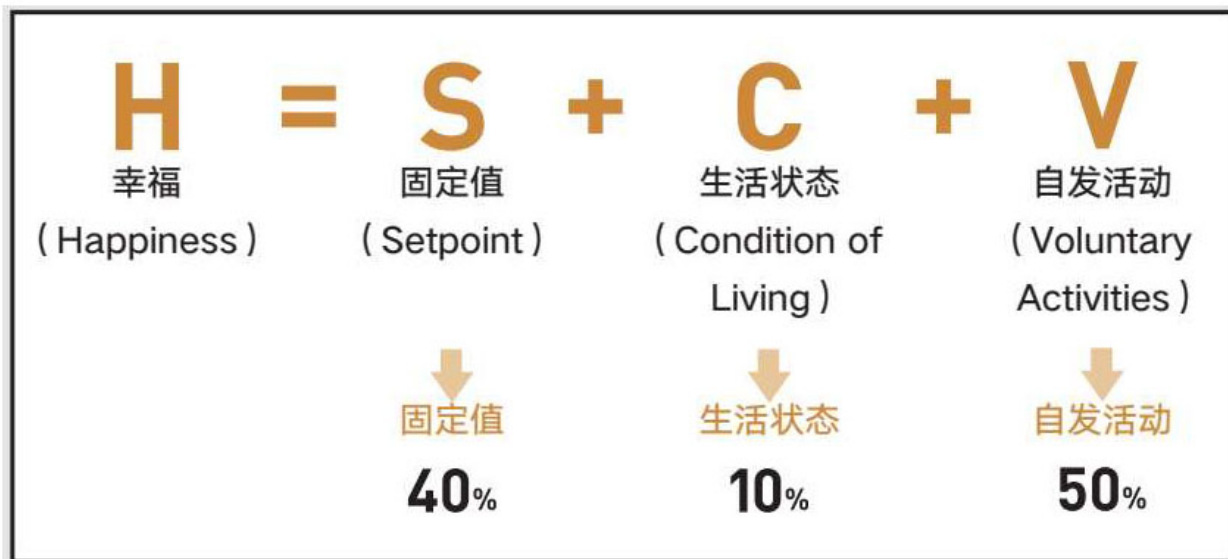 H = S + C + V
幸福 固定值 生活状态 自发活动
(Happiness) (Setpoint) (Condition of (Voluntary
Living) Activities)
固定值 生活状态 自发活动
40% 10% 50%